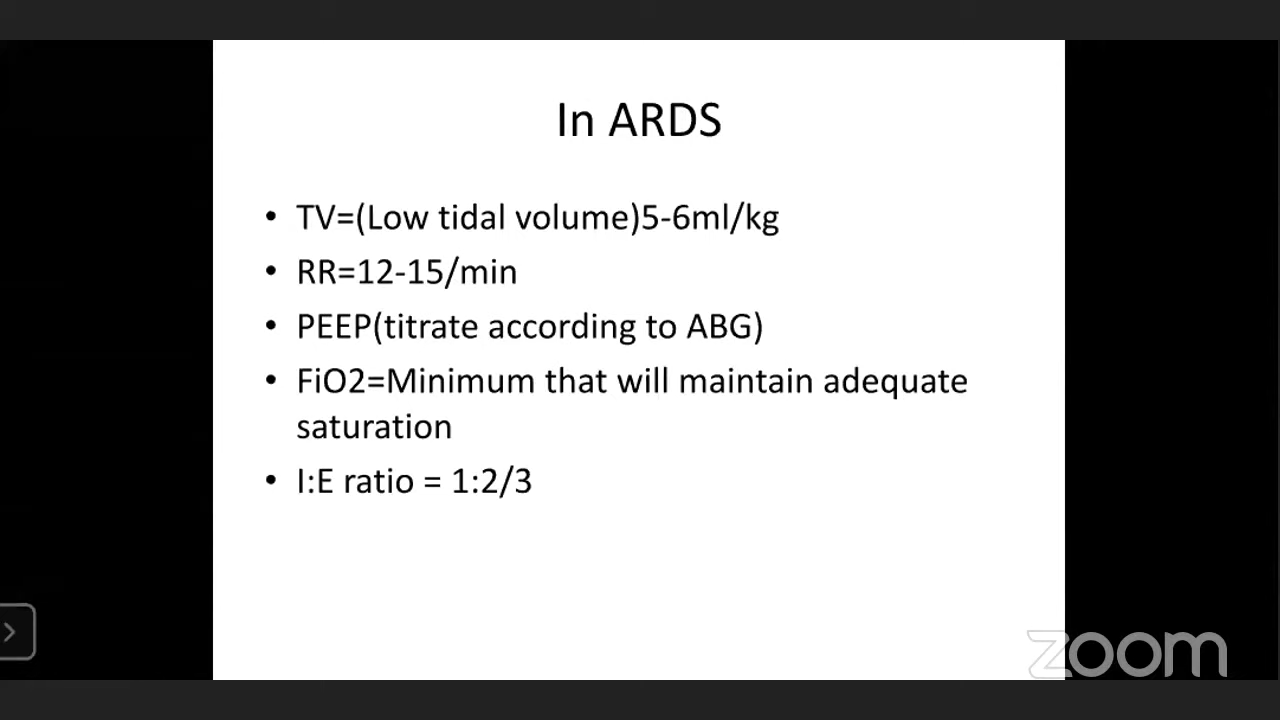 In ARDS
• TV=(Low tidal volume)5-6ml/kg
• RR=12-15/min
• PEEP(titrate according to ABG)
• FiO2=Minimum that will maintain adequate
saturation
• I:E ratio = 1:2/3
zoom